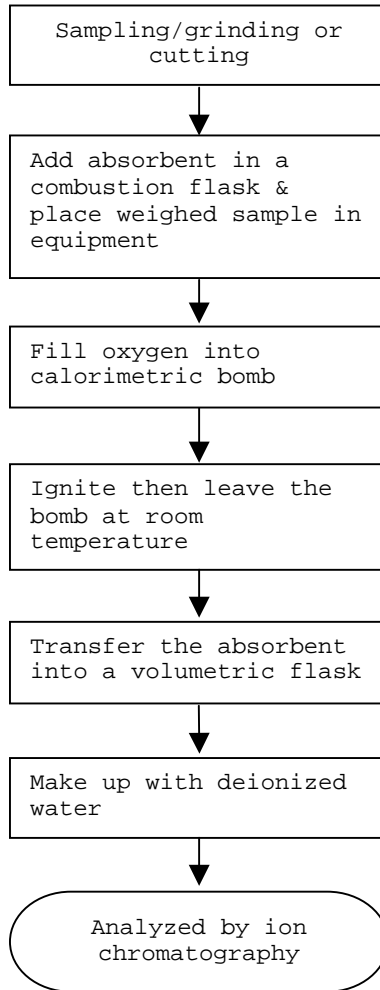 Sampling/grinding or
cutting
Add absorbent in a
combustion flask &
place weighed sample in
equipment
Fill oxygen into
calorimetric bomb
Ignite then leave the
bomb at room
temperature
Transfer the absorbent
into a volumetric flask
Make up with deionized
water
Analyzed by ion
chromatography